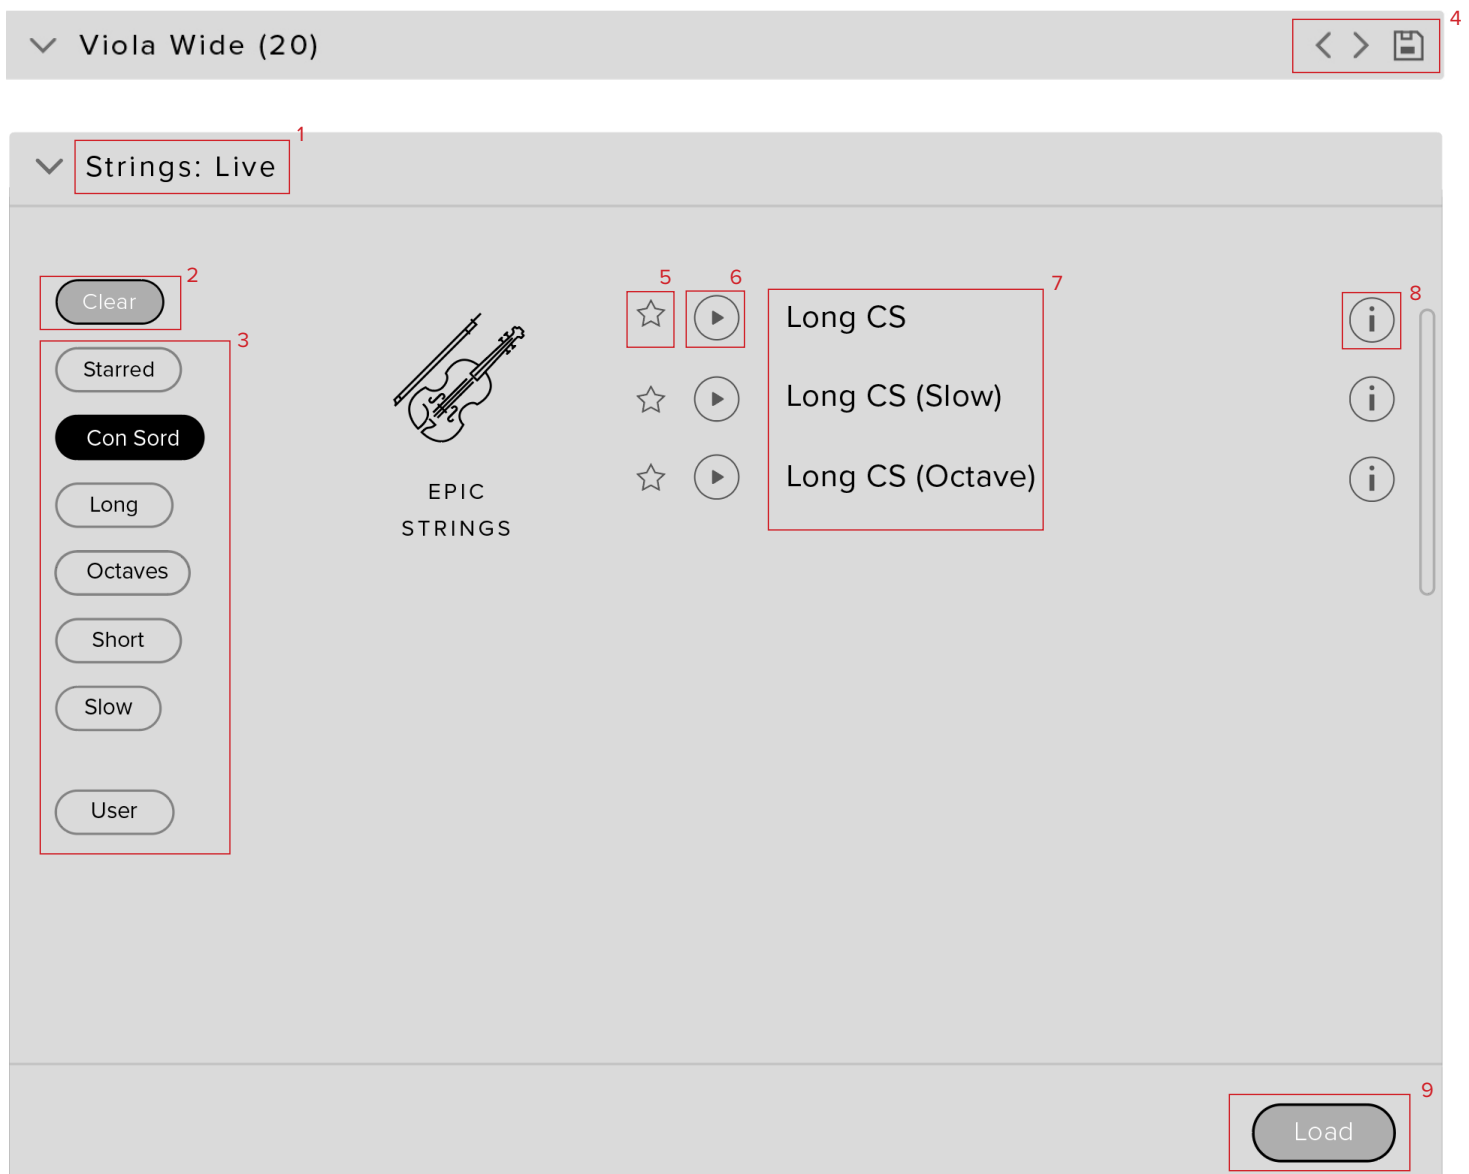 4
Viola Wide (20)
1
Strings: Live
2
Clear
3
Starred
Con Sord
Long
Octaves
Short
Slow
User
EPIC
STRINGS
5
6
7
8
Long CS
Long CS (Slow)
Long CS (Octave)
9
Load